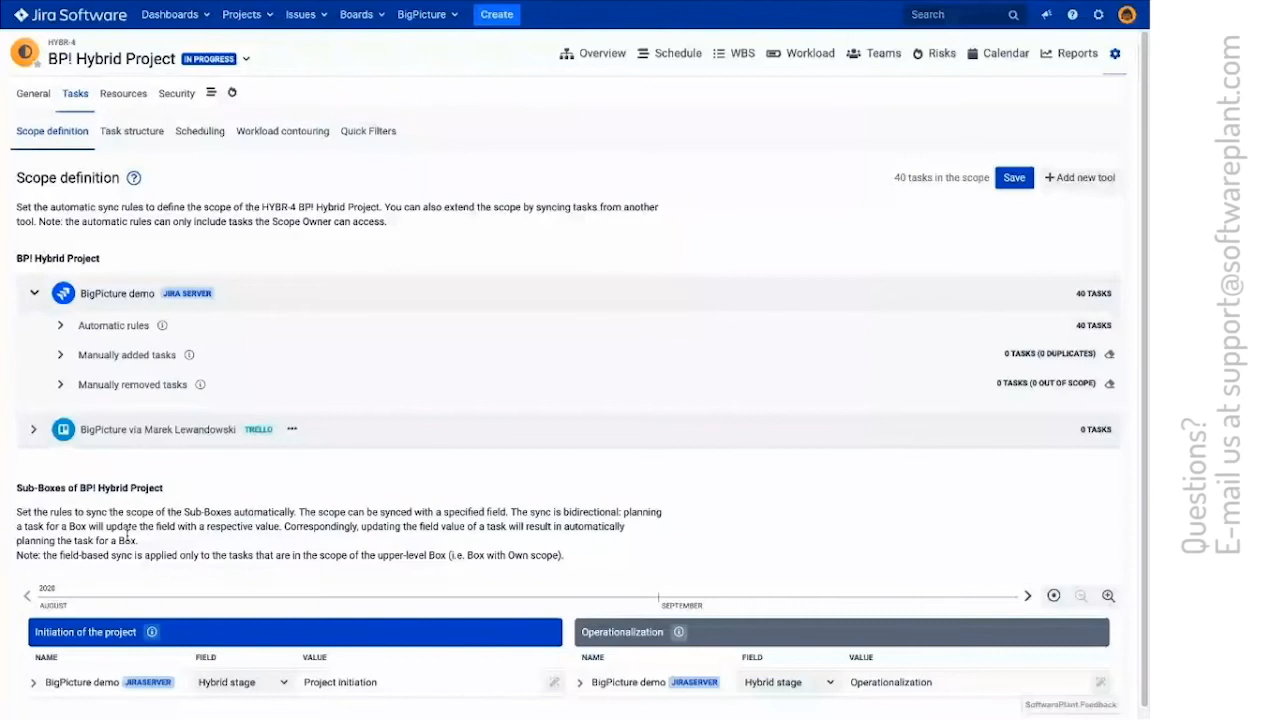 Jira Software Dashboards Projects Issues Boards BigPicture Create Search
HYBR-4
BP! Hybrid Project IN PROGRESS
Overview Schedule WBS Workload Teams Risks Calendar Reports
General Tasks Resources Security
Scope definition Task structure Scheduling Workload contouring Quick Filters
Scope definition
40 tasks in the scope Save + Add new tool
Set the automatic sync rules to define the scope of the HYBR-4 BP! Hybrid Project. You can also extend the scope by syncing tasks from another
tool. Note: the automatic rules can only include tasks the Scope Owner can access.
BP! Hybrid Project
BigPicture demo JIRA SERVER 40 TASKS
Automatic rules 40 TASKS
Manually added tasks 0 TASKS (0 DUPLICATES)
Manually removed tasks 0 TASKS (0 OUT OF SCOPE)
BigPicture via Marek Lewandowski TRELLO ••• 0 TASKS
Sub-Boxes of BP! Hybrid Project
Set the rules to sync the scope of the Sub-Boxes automatically. The scope can be synced with a specified field. The sync is bidirectional: planning
a task for a Box will update the field with a respective value. Correspondingly, updating the field value of a task will result in automatically
planning the task for a Box.
Note: the field-based sync is applied only to the tasks that are in the scope of the upper-level Box (i.e. Box with Own scope).
2020
AUGUST SEPTEMBER
Initiation of the project Operationalization
NAME FIELD VALUE NAME FIELD VALUE
BigPicture demo JIRASERVER Hybrid stage Project initiation BigPicture demo JIRASERVER Hybrid stage Operationalization
SoftwarePlant.Feedback
Questions?
E-mail us at support@softwareplant.com